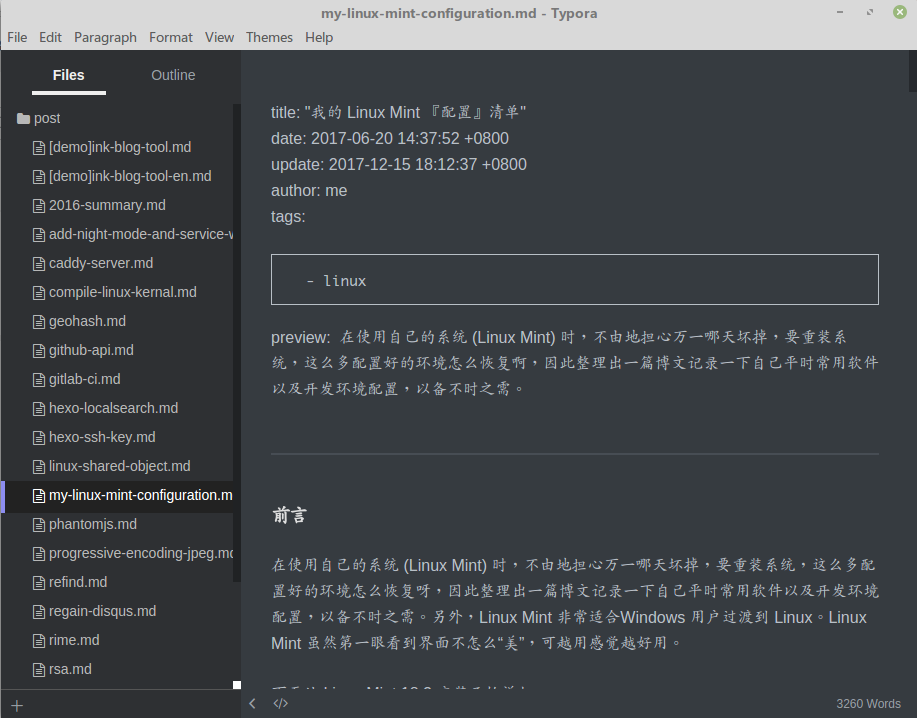 my-linux-mint-configuration.md - Typora
File Edit Paragraph Format View Themes Help
Files Outline
post
[demo]ink-blog-tool.md
[demo]ink-blog-tool-en.md
2016-summary.md
add-night-mode-and-service-w
caddy-server.md
compile-linux-kernal.md
geohash.md
github-api.md
gitlab-ci.md
hexo-localsearch.md
hexo-ssh-key.md
linux-shared-object.md
my-linux-mint-configuration.m
phantomjs.md
progressive-encoding-jpeg.md
refind.md
regain-disqus.md
rime.md
rsa.md
title: "我的 Linux Mint 『配置』清单"
date: 2017-06-20 14:37:52 +0800
update: 2017-12-15 18:12:37 +0800
author: me
tags:
- linux
preview: 在使用自己的系统 (Linux Mint) 时，不由地担心万一哪天坏掉，要重装系
统，这么多配置好的环境怎么恢复啊，因此整理出一篇博文记录一下自己平时常用软件
以及开发环境配置，以备不时之需。
前言
在使用自己的系统 (Linux Mint) 时，不由地担心万一哪天坏掉，要重装系统，这么多配
置好的环境怎么恢复呀，因此整理出一篇博文记录一下自己平时常用软件以及开发环境
配置，以备不时之需。另外，Linux Mint 非常适合Windows 用户过渡到 Linux。Linux
Mint 虽然第一眼看到界面不怎么“美”，可越用感觉越好用。
3260 Words